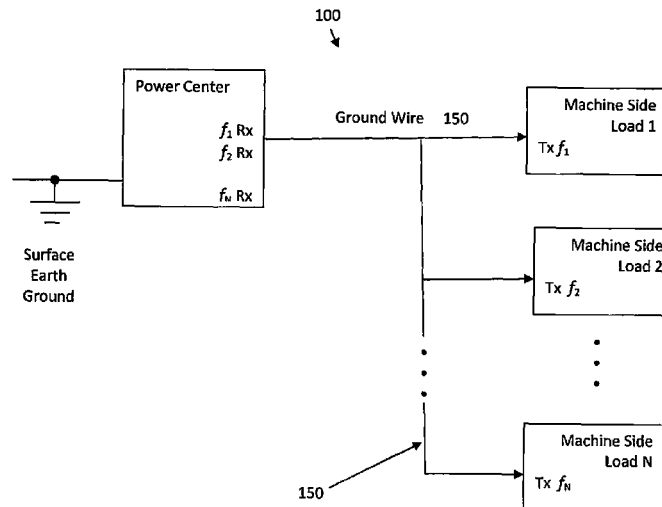 100
Power Center
f₁ Rx
f₂ Rx
fN Rx
Ground Wire 150
Machine Side
Load 1
Tx f₁
Surface
Earth
Ground
Machine Side
Load 2
Tx f₂
Machine Side
Load N
Tx fN
150